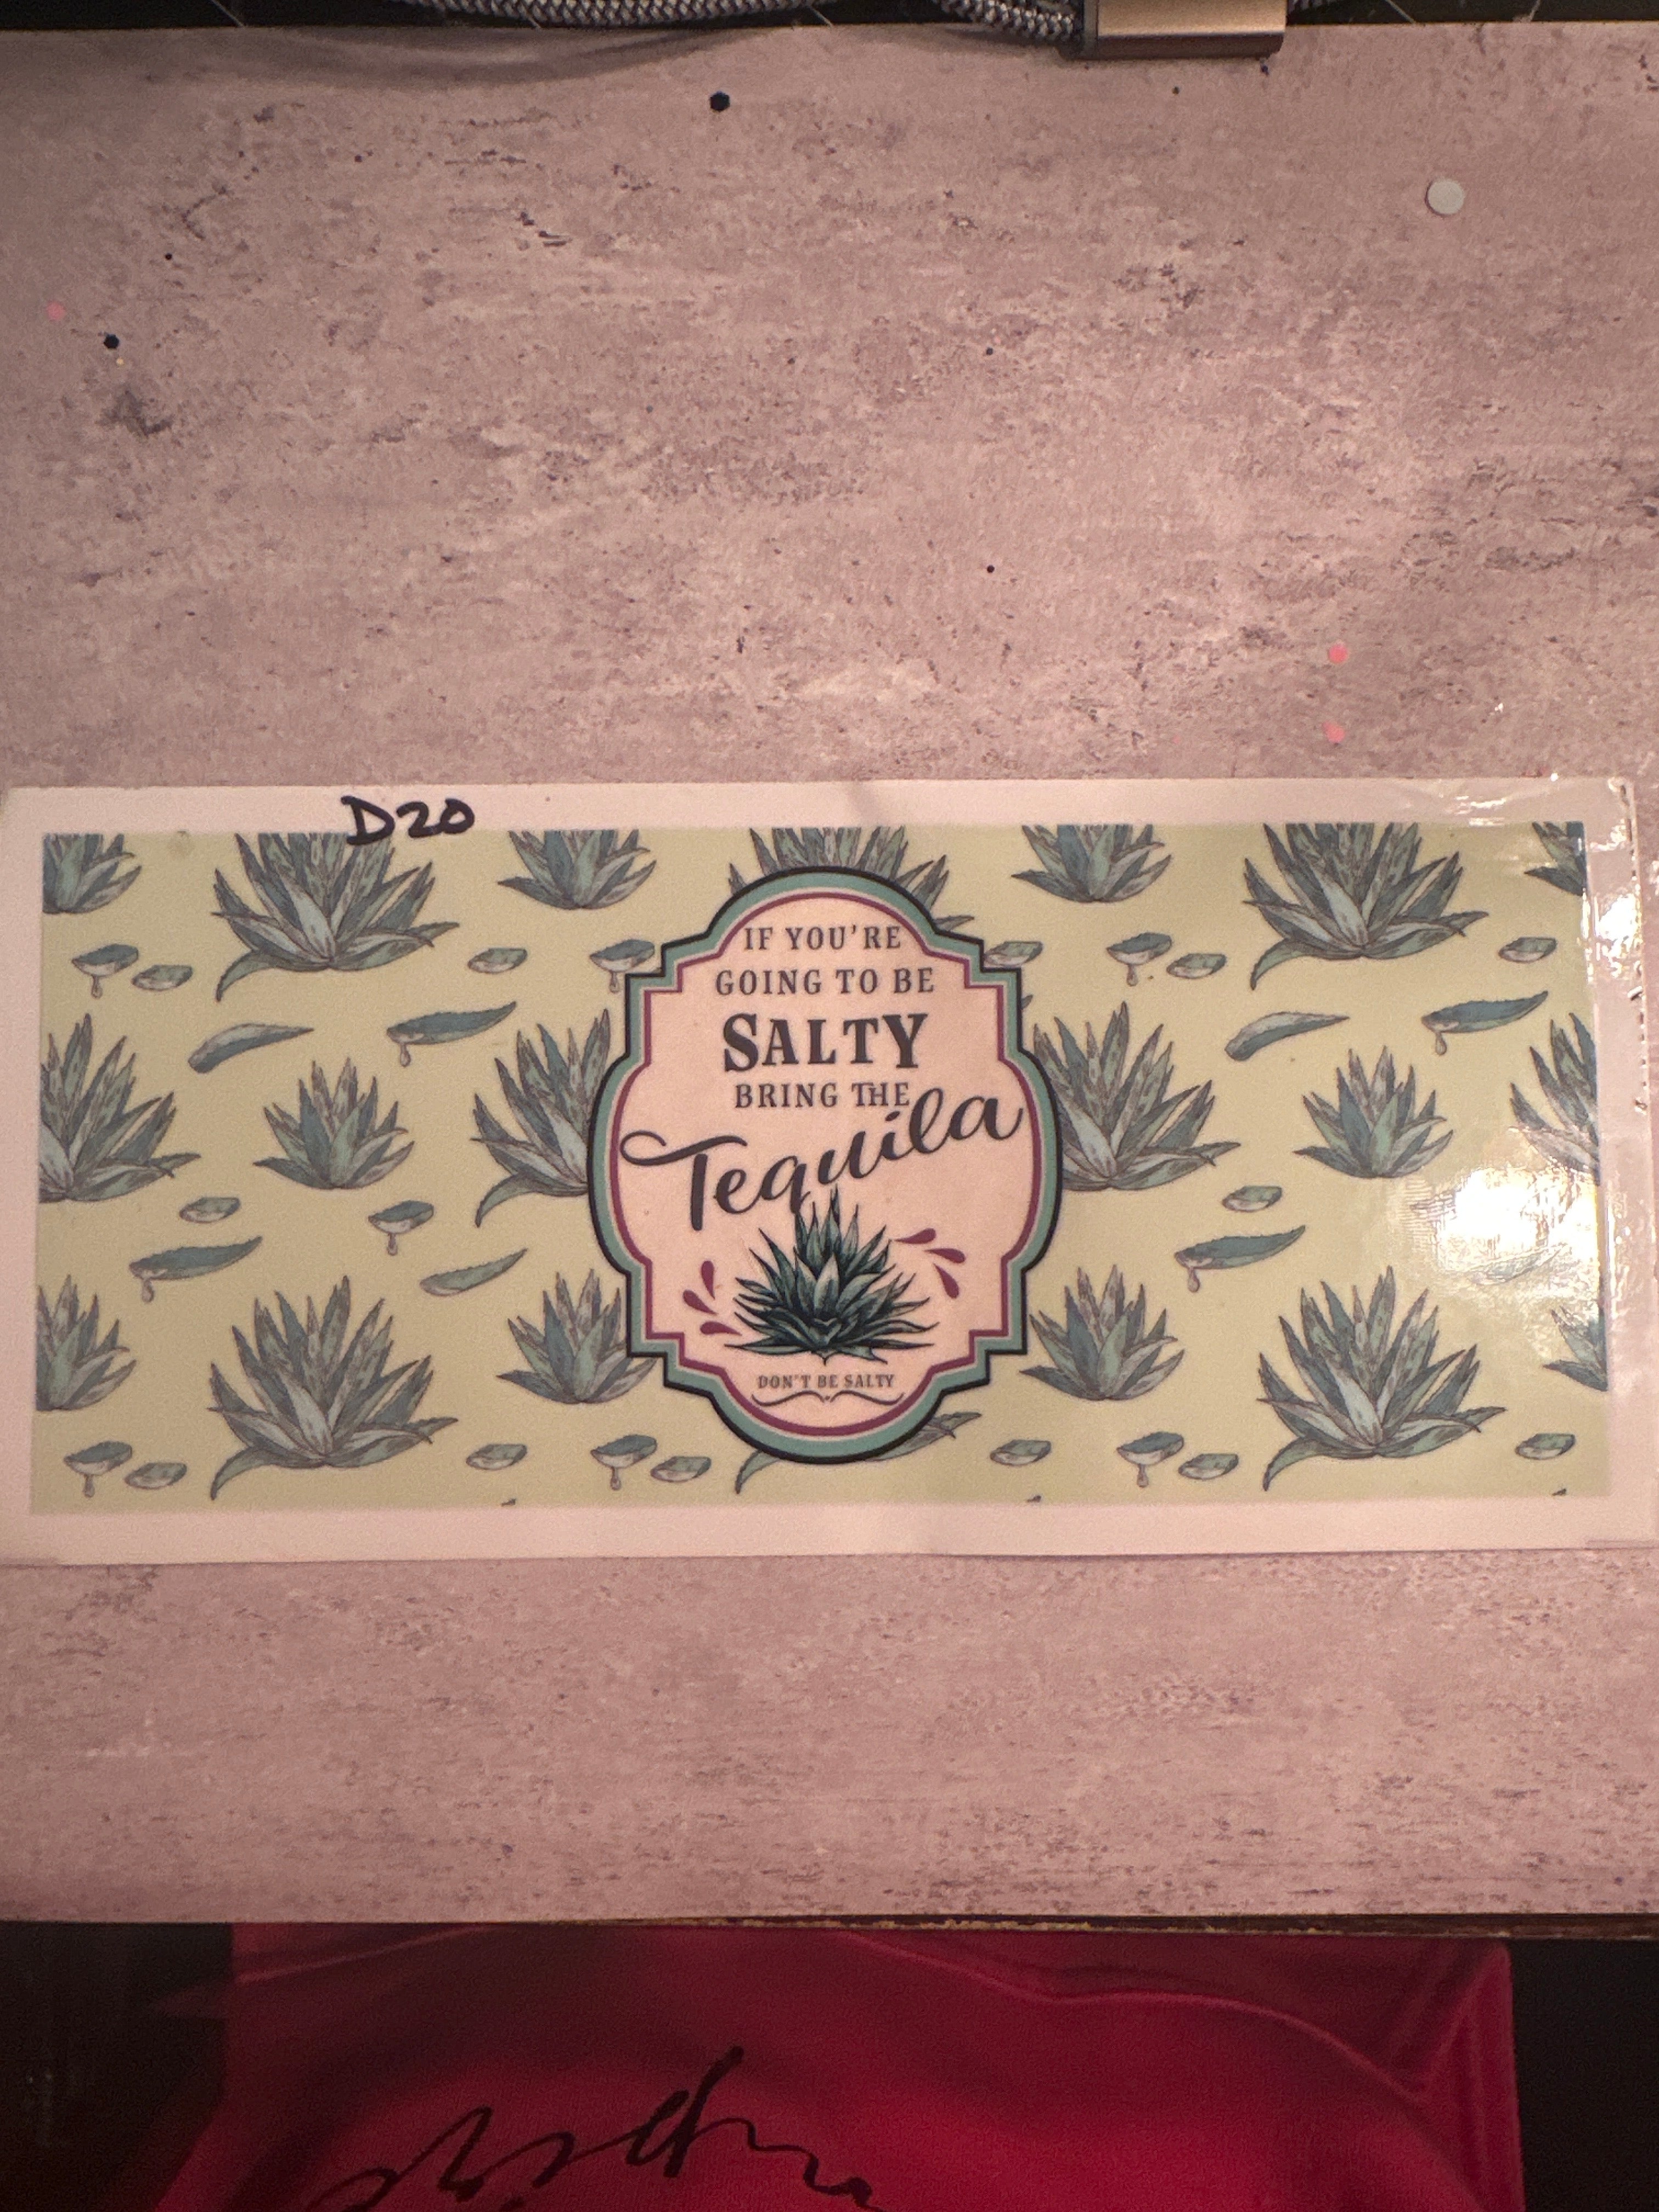 D20
IF YOU'RE
GOING TO BE
SALTY
BRING THE
Tequila
DON'T BE SALTY